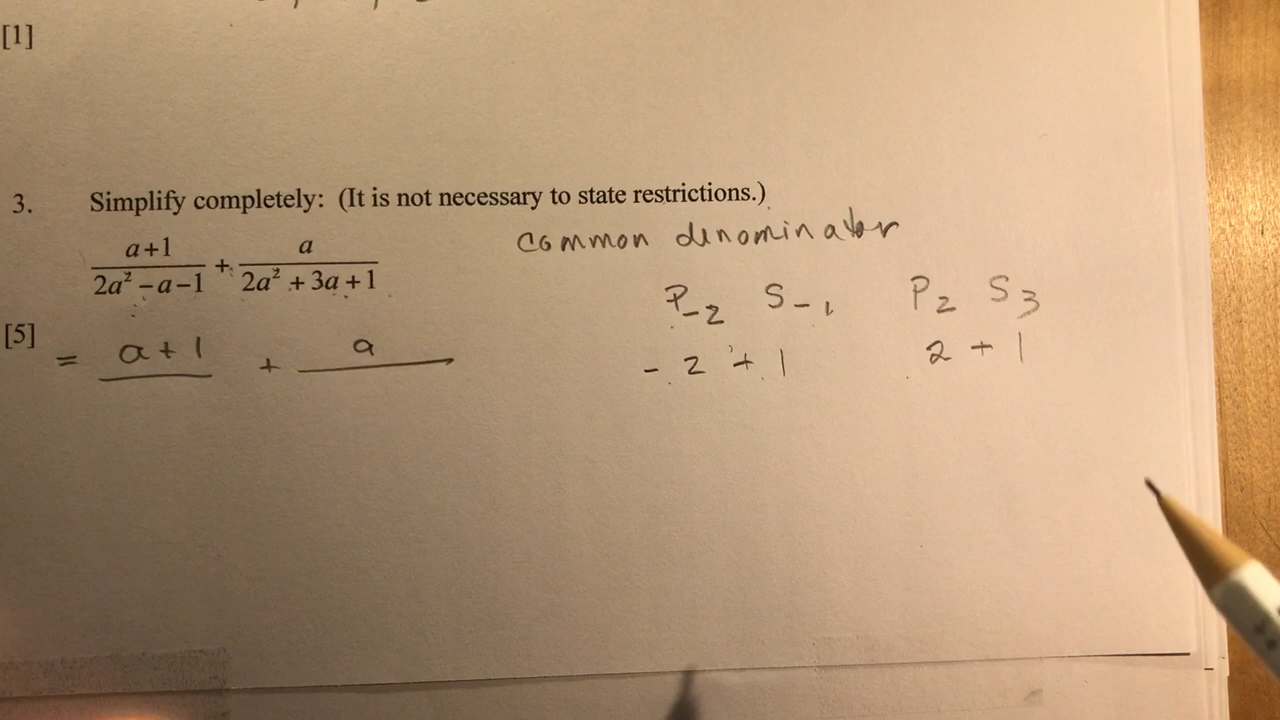 [1]
3. Simplify completely: (It is not necessary to state restrictions.)
common denominator
(a+1)/(2a² − a − 1) + a/(2a² + 3a + 1)
P-2 S-1 P2 S3
[5]
= a + 1 + a
- 2 + 1 2 + 1